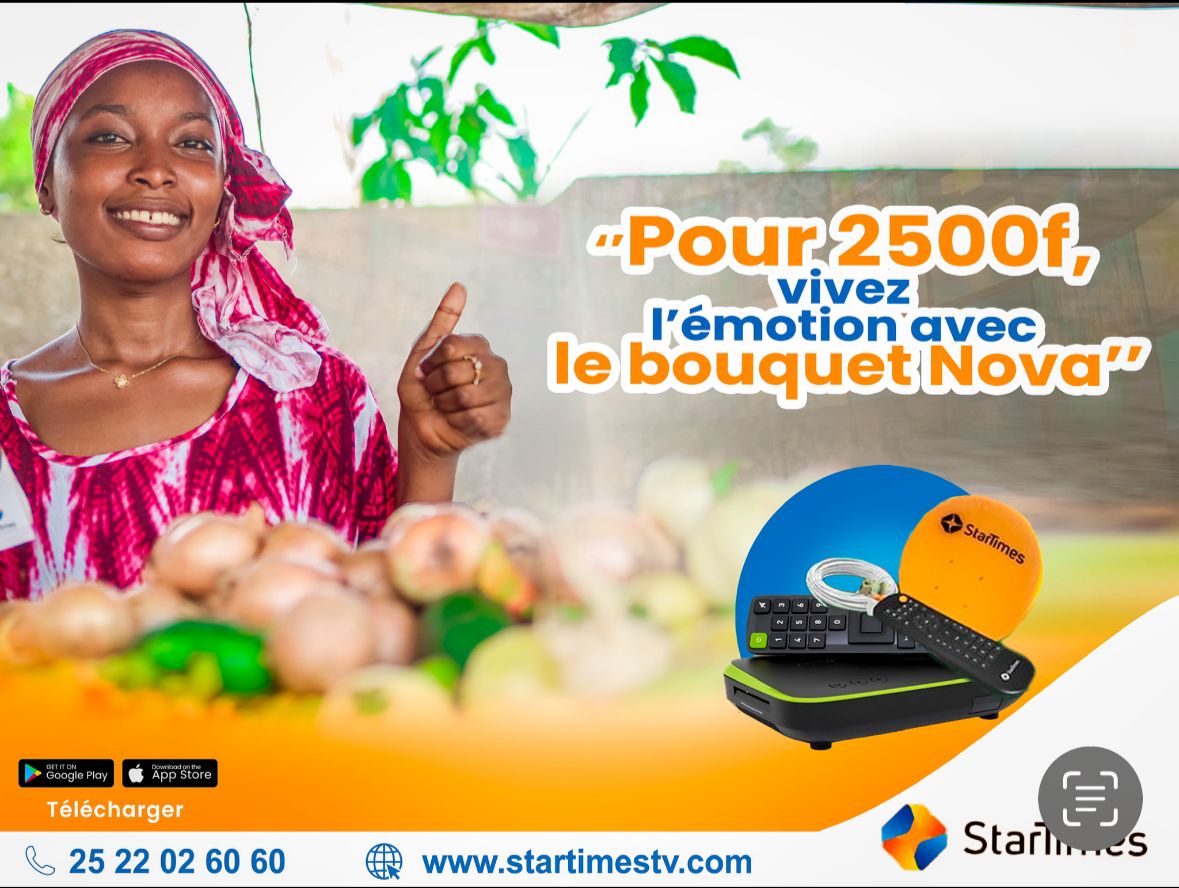 ‘’Pour 2500f,
vivez
l’émotion avec
le bouquet Nova’’
StarTimes
GET IT ON
Google Play
Download on the
App Store
Télécharger
25 22 02 60 60
www.startimestv.com
StarTimes